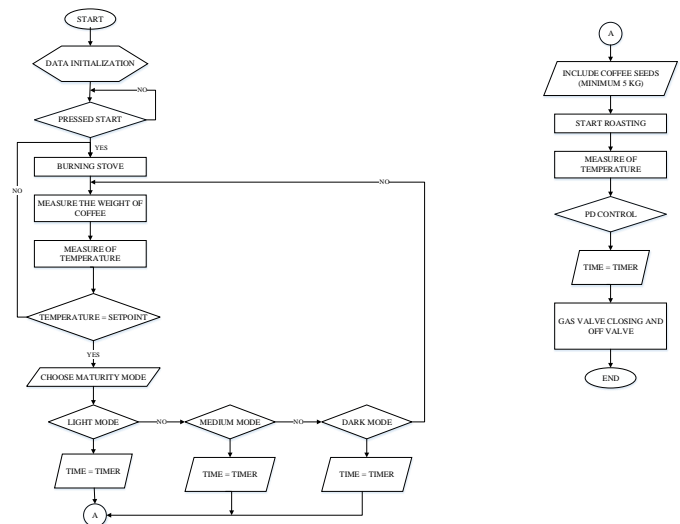 START
DATA INITIALIZATION
NO
PRESSED START
YES
BURNING STOVE
NO
NO
MEASURE THE WEIGHT OF
COFFEE
MEASURE OF
TEMPERATURE
TEMPERATURE = SETPOINT
YES
CHOOSE MATURITY MODE
LIGHT MODE
NO
MEDIUM MODE
NO
DARK MODE
TIME = TIMER
TIME = TIMER
TIME = TIMER
A
A
INCLUDE COFFEE SEEDS
(MINIMUM 5 KG)
START ROASTING
MEASURE OF
TEMPERATURE
PD CONTROL
TIME = TIMER
GAS VALVE CLOSING AND
OFF VALVE
END